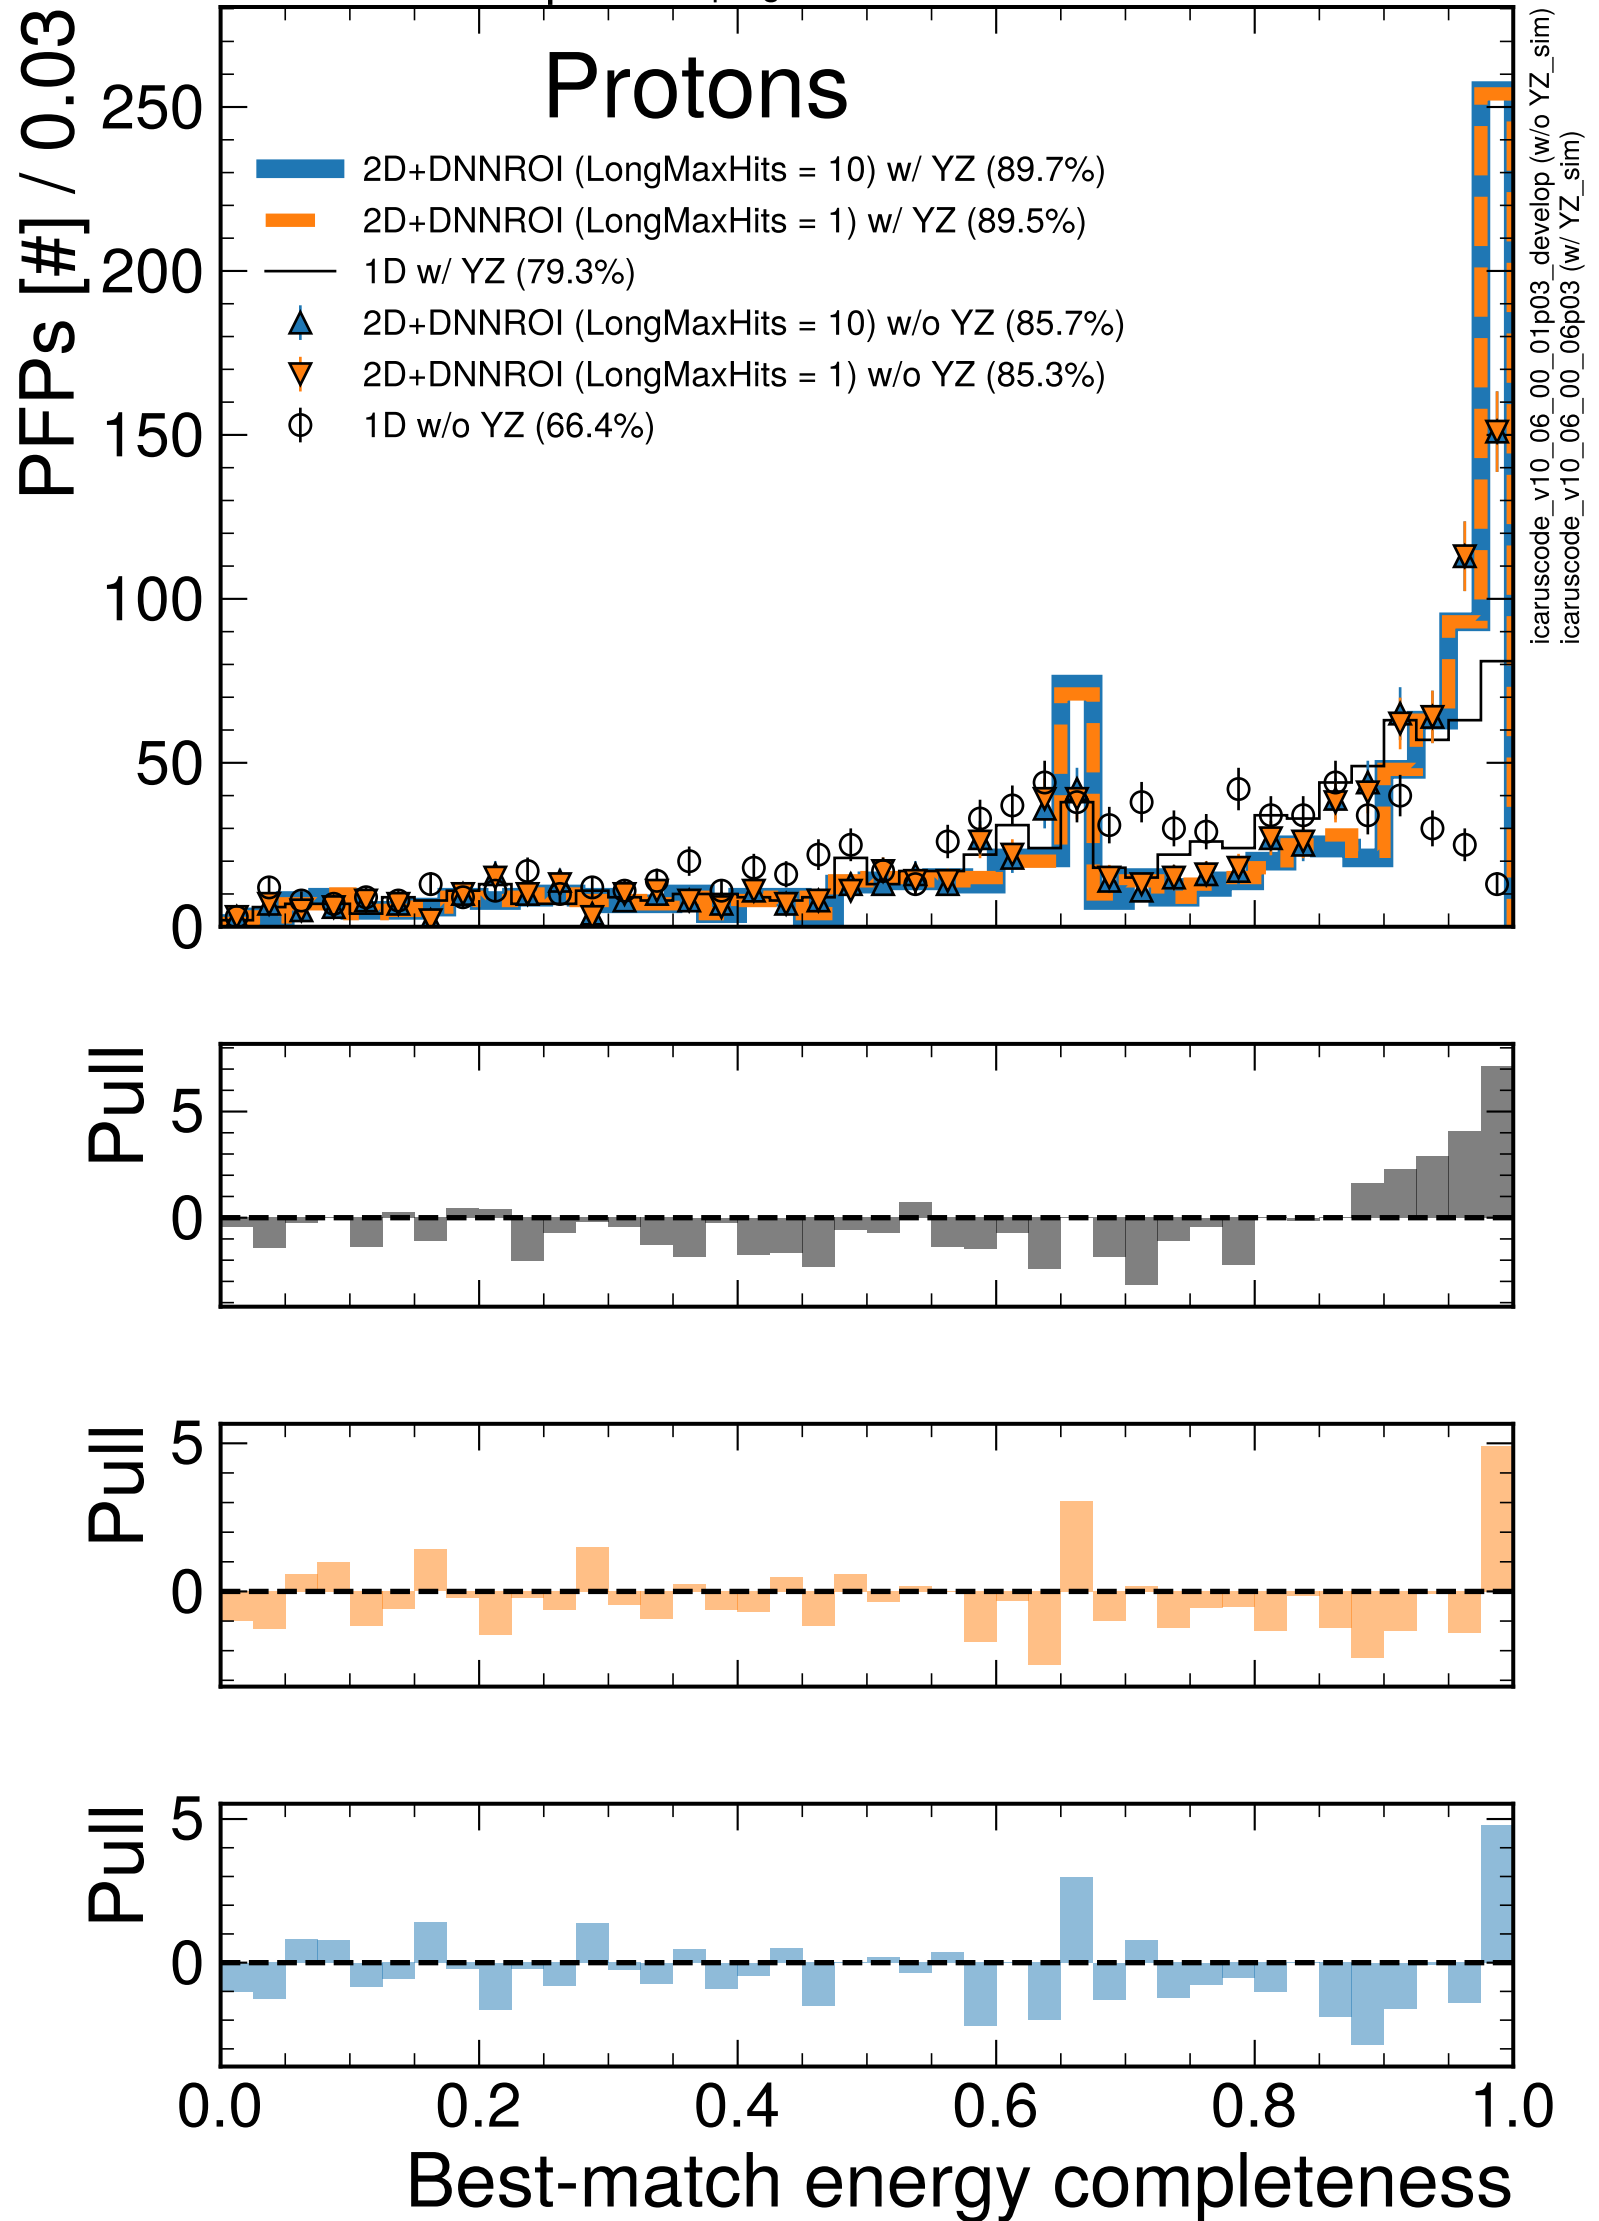 Protons
PFPs [#] / 0.03
250
200
150
100
50
0
2D+DNNROI (LongMaxHits = 10) w/ YZ (89.7%)
2D+DNNROI (LongMaxHits = 1) w/ YZ (89.5%)
1D w/ YZ (79.3%)
2D+DNNROI (LongMaxHits = 10) w/o YZ (85.7%)
2D+DNNROI (LongMaxHits = 1) w/o YZ (85.3%)
1D w/o YZ (66.4%)
icaruscode_v10_06_00_01p03_develop (w/o YZ_sim)
icaruscode_v10_06_00_06p03 (w/ YZ_sim)
Pull
5
0
Pull
5
0
Pull
5
0
0.0 0.2 0.4 0.6 0.8 1.0
Best-match energy completeness